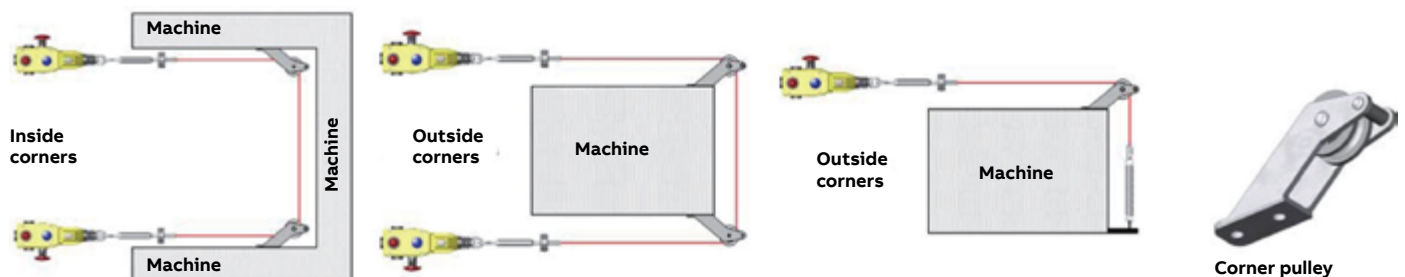 Machine
Inside
corners
Machine
Machine
Outside
corners
Machine
Outside
corners
Machine
Corner pulley